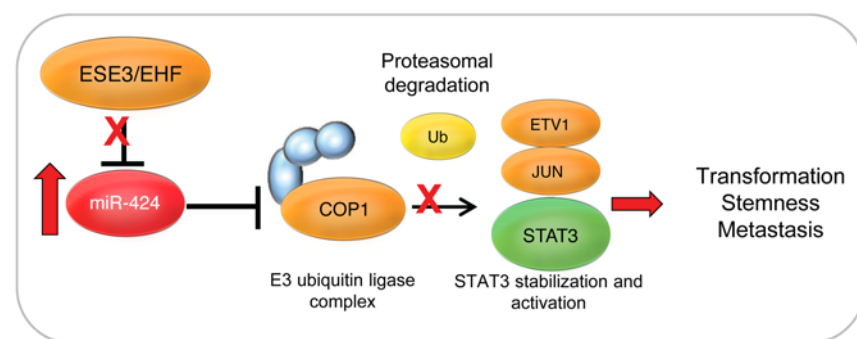 ESE3/EHF
X
miR-424
COP1
E3 ubiquitin ligase
complex
Proteasomal
degradation
Ub
X
ETV1
JUN
STAT3
STAT3 stabilization and
activation
Transformation
Stemness
Metastasis